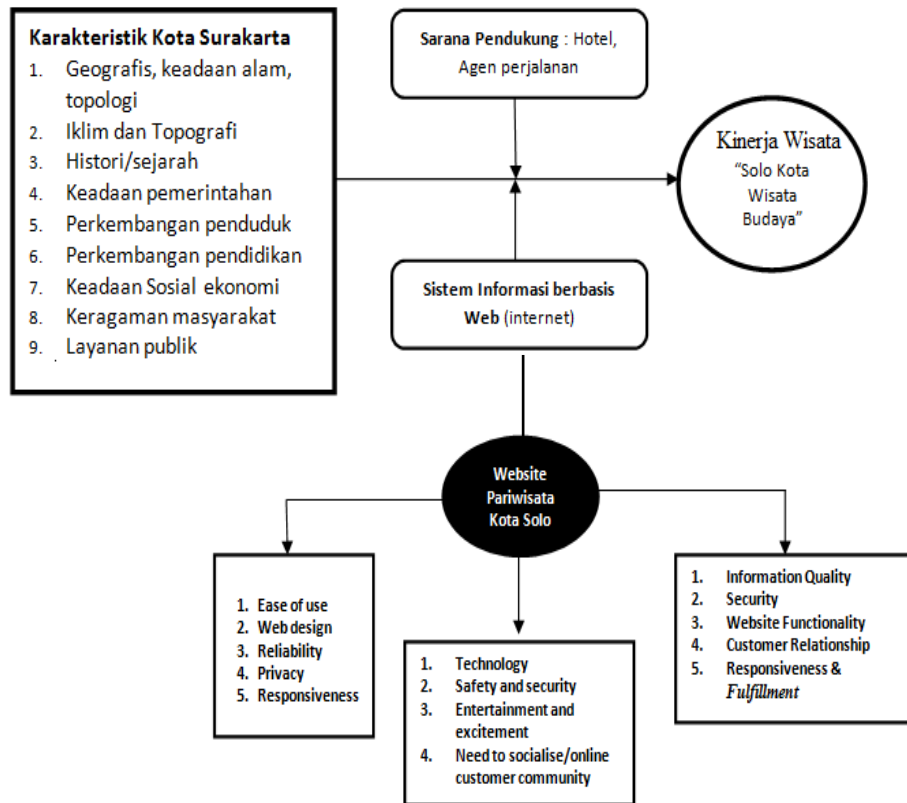 Karakteristik Kota Surakarta
1. Geografis, keadaan alam,
topologi
2. Iklim dan Topografi
3. Histori/sejarah
4. Keadaan pemerintahan
5. Perkembangan penduduk
6. Perkembangan pendidikan
7. Keadaan Sosial ekonomi
8. Keragaman masyarakat
9. Layanan publik
Sarana Pendukung : Hotel,
Agen perjalanan
Kinerja Wisata
“Solo Kota
Wisata
Budaya”
Sistem Informasi berbasis
Web (internet)
Website
Pariwisata
Kota Solo
1. Ease of use
2. Web design
3. Reliability
4. Privacy
5. Responsiveness
1. Technology
2. Safety and security
3. Entertainment and
excitement
4. Need to socialise/online
customer community
1. Information Quality
2. Security
3. Website Functionality
4. Customer Relationship
5. Responsiveness &
Fulfillment